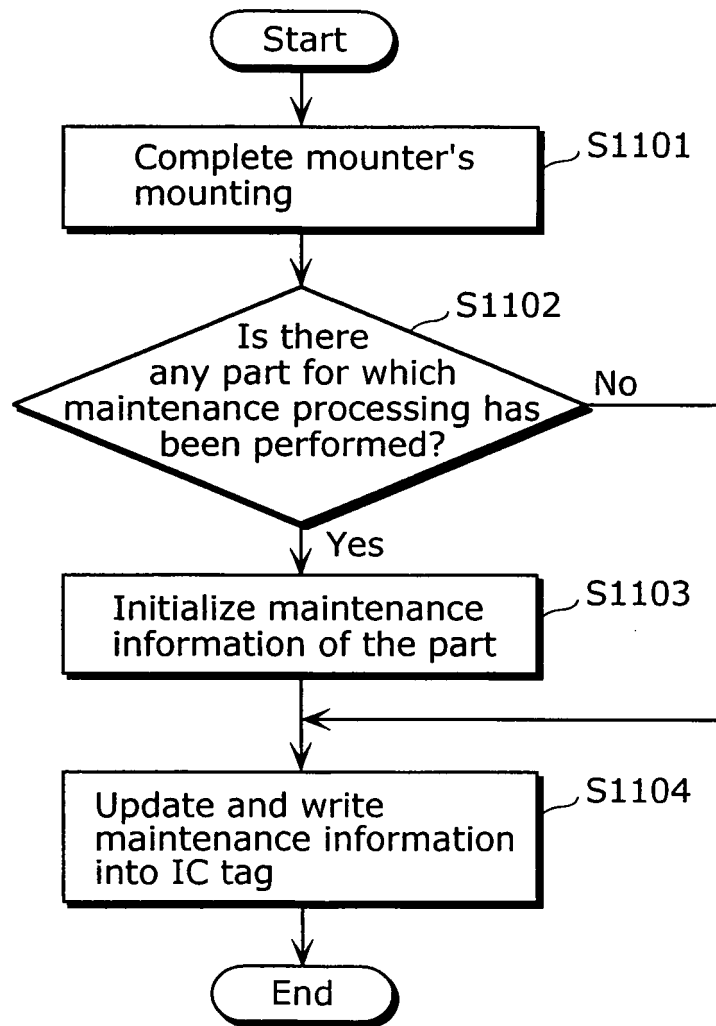 Start
Complete mounter's
mounting
S1101
S1102
Is there
any part for which
maintenance processing has
been performed?
No
Yes
Initialize maintenance
information of the part
S1103
Update and write
maintenance information
into IC tag
S1104
End